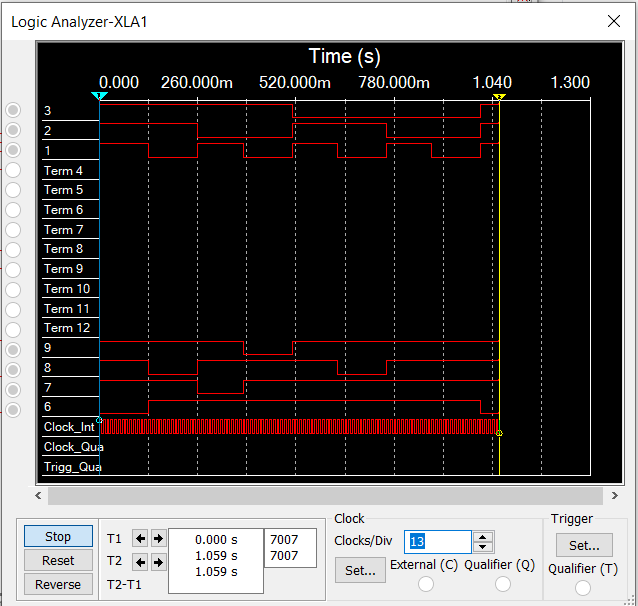 Logic Analyzer-XLA1
Time (s)
0.000 260.000m 520.000m 780.000m 1.040 1.300
3
2
1
Term 4
Term 5
Term 6
Term 7
Term 8
Term 9
Term 10
Term 11
Term 12
9
8
7
6
Clock_Int
Clock_Qua
Trigg_Qua
Stop
Reset
Reverse
T1
T2
T2-T1
0.000 s
1.059 s
1.059 s
7007
7007
Clock
Clocks/Div 13
Set...
External (C) Qualifier (Q)
Trigger
Set...
Qualifier (T)